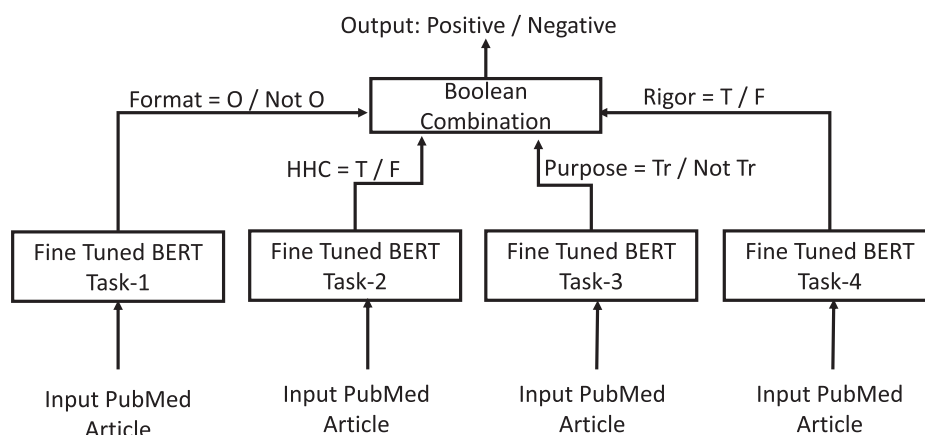 Output: Positive / Negative
Boolean
Combination
Format = O / Not O
Rigor = T / F
HHC = T / F
Purpose = Tr / Not Tr
Fine Tuned BERT
Task-1
Fine Tuned BERT
Task-2
Fine Tuned BERT
Task-3
Fine Tuned BERT
Task-4
Input PubMed
Article
Input PubMed
Article
Input PubMed
Article
Input PubMed
Article